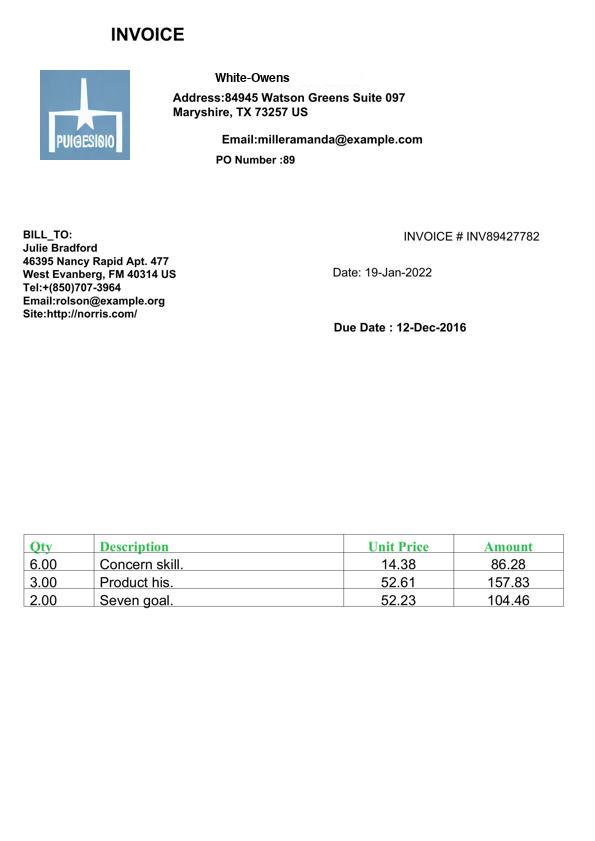 INVOICE
PUIGESISIO
White-Owens
Address:84945 Watson Greens Suite 097
Maryshire, TX 73257 US
Email:milleramanda@example.com
PO Number :89
BILL_TO:
Julie Bradford
46395 Nancy Rapid Apt. 477
West Evanberg, FM 40314 US
Tel:+(850)707-3964
Email:rolson@example.org
Site:http://norris.com/
INVOICE # INV89427782
Date: 19-Jan-2022
Due Date : 12-Dec-2016
Qty Description Unit Price Amount
6.00 Concern skill. 14.38 86.28
3.00 Product his. 52.61 157.83
2.00 Seven goal. 52.23 104.46